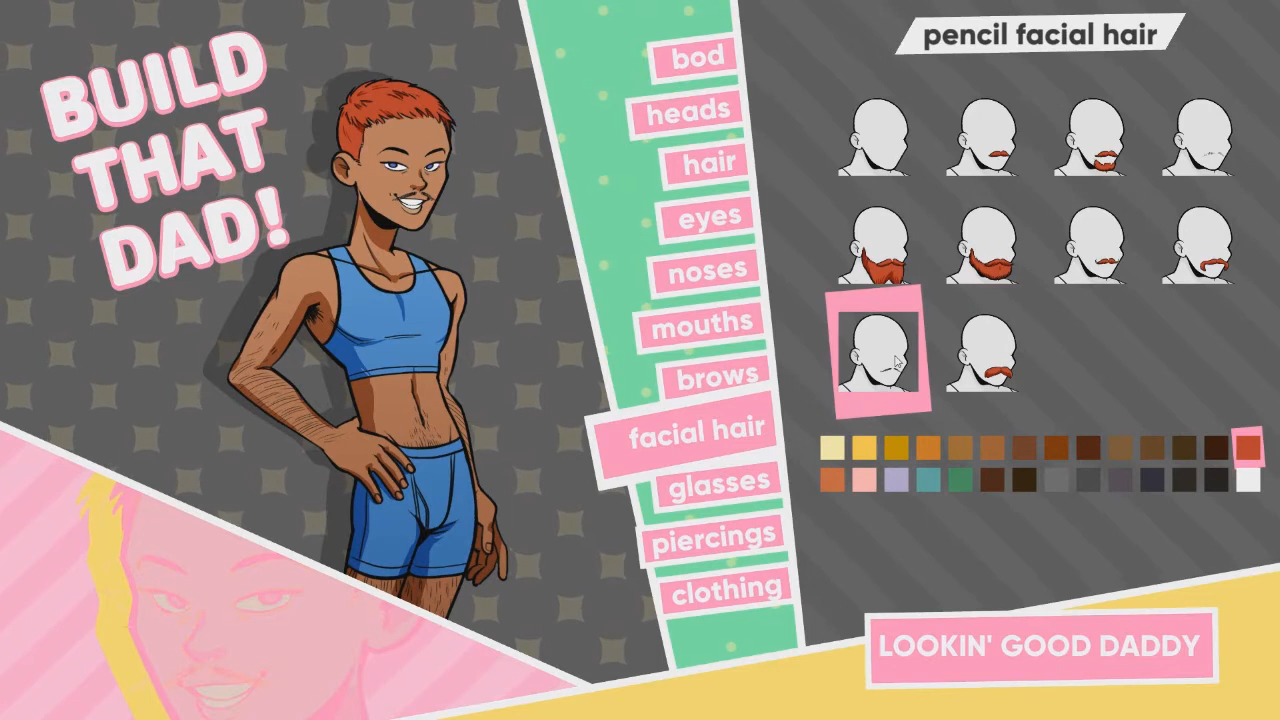 BUILD
THAT
DAD!
bod
heads
hair
eyes
noses
mouths
brows
facial hair
glasses
piercings
clothing
pencil facial hair
LOOKIN' GOOD DADDY